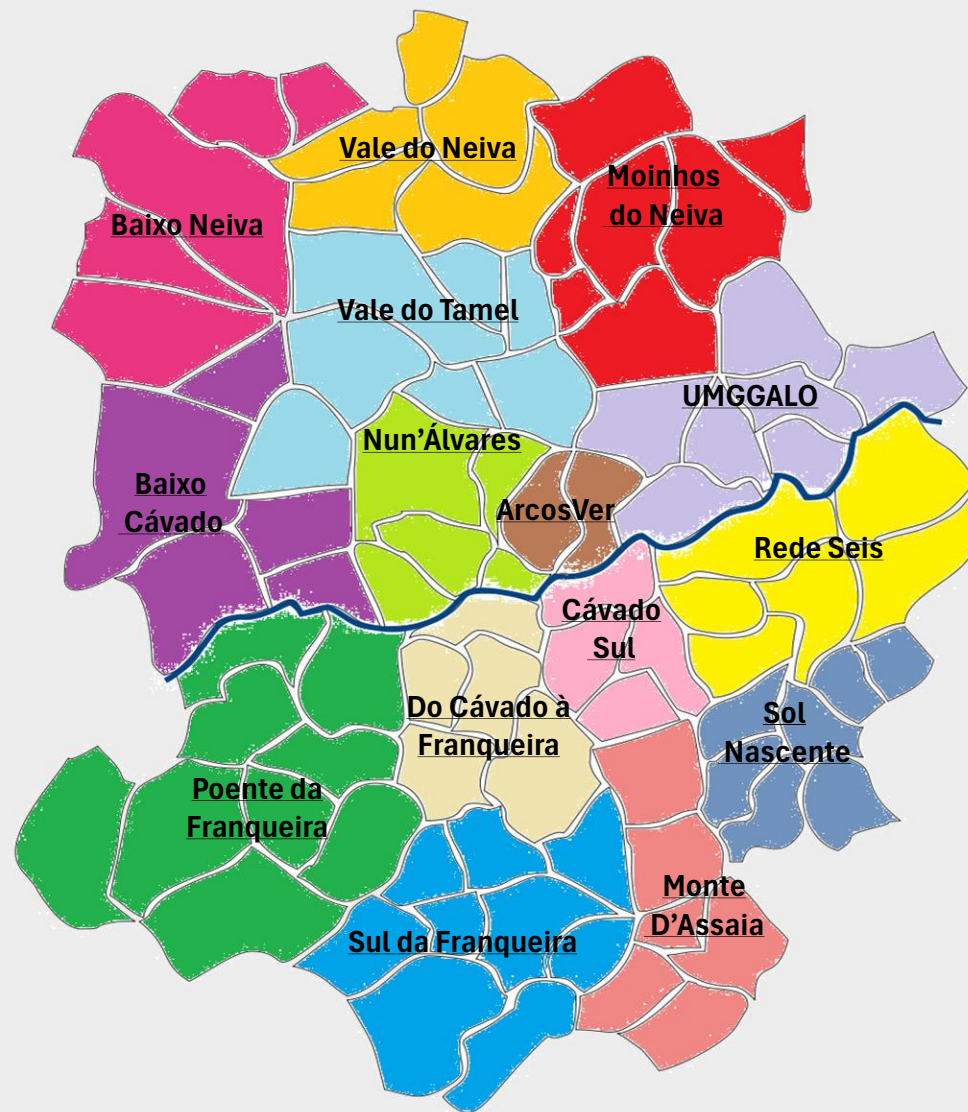 Vale do Neiva
Moinhos
do Neiva
Baixo Neiva
Vale do Tamel
UMGGALO
Nun'Álvares
Baixo
Cávado
ArcosVer
Rede Seis
Cávado
Sul
Do Cávado à
Franqueira
Sol
Nascente
Poente da
Franqueira
Monte
D'Assaia
Sul da Franqueira